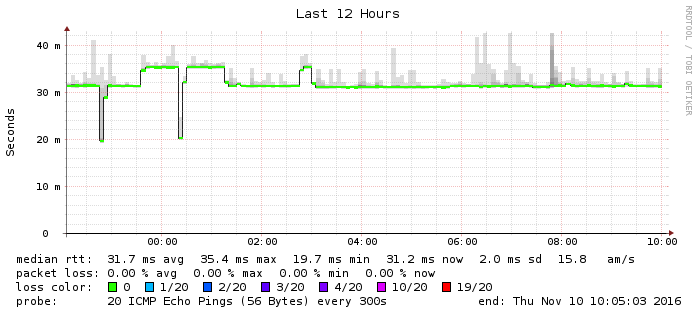 Last 12 Hours
RRDTOOL / TOBI OETIKER
Seconds
40 m
30 m
20 m
10 m
0
00:00 02:00 04:00 06:00 08:00 10:00
median rtt: 31.7 ms avg 35.4 ms max 19.7 ms min 31.2 ms now 2.0 ms sd 15.8 am/s
packet loss: 0.00 % avg 0.00 % max 0.00 % min 0.00 % now
loss color: 0 1/20 2/20 3/20 4/20 10/20 19/20
probe: 20 ICMP Echo Pings (56 Bytes) every 300s end: Thu Nov 10 10:05:03 2016